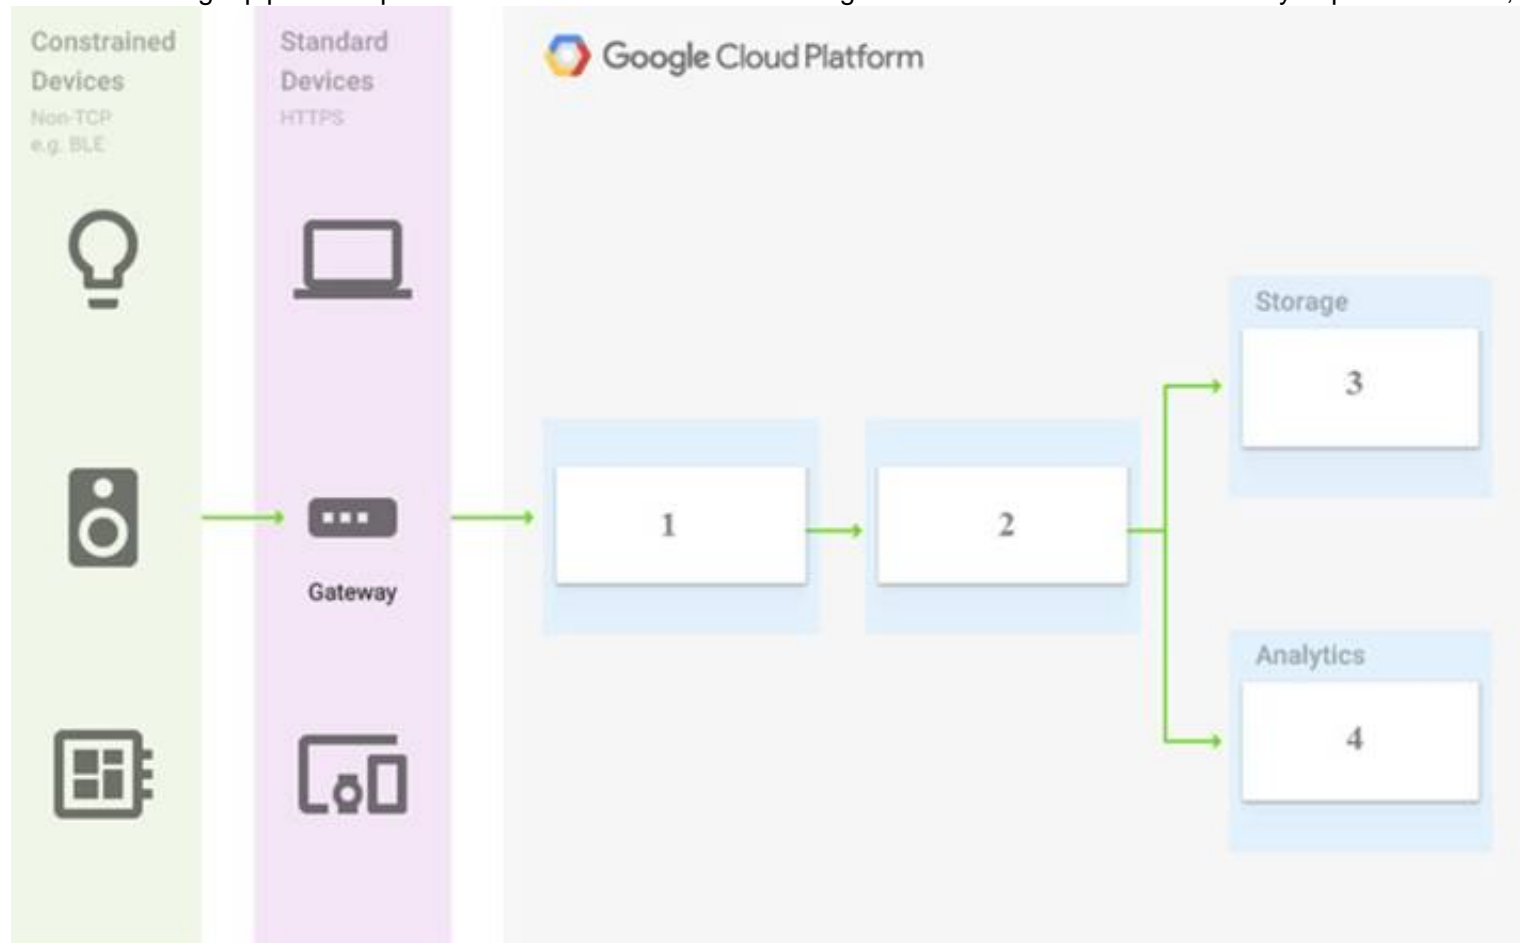 Constrained
Devices
Non-TCP
e.g. BLE
Standard
Devices
HTTPS
Google Cloud Platform
Storage
3
1
2
Gateway
Analytics
4